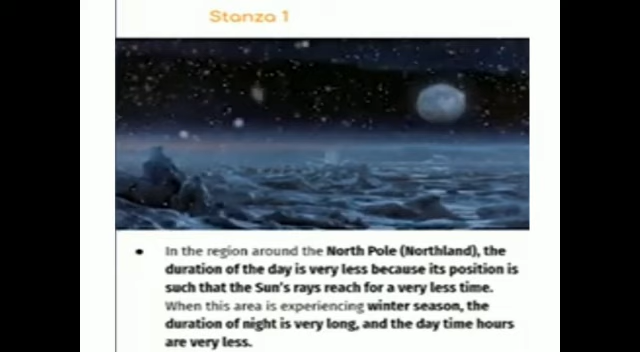 Stanza 1
• In the region around the North Pole (Northland), the
duration of the day is very less because its position is
such that the Sun's rays reach for a very less time.
When this area is experiencing winter season, the
duration of night is very long, and the day time hours
are very less.